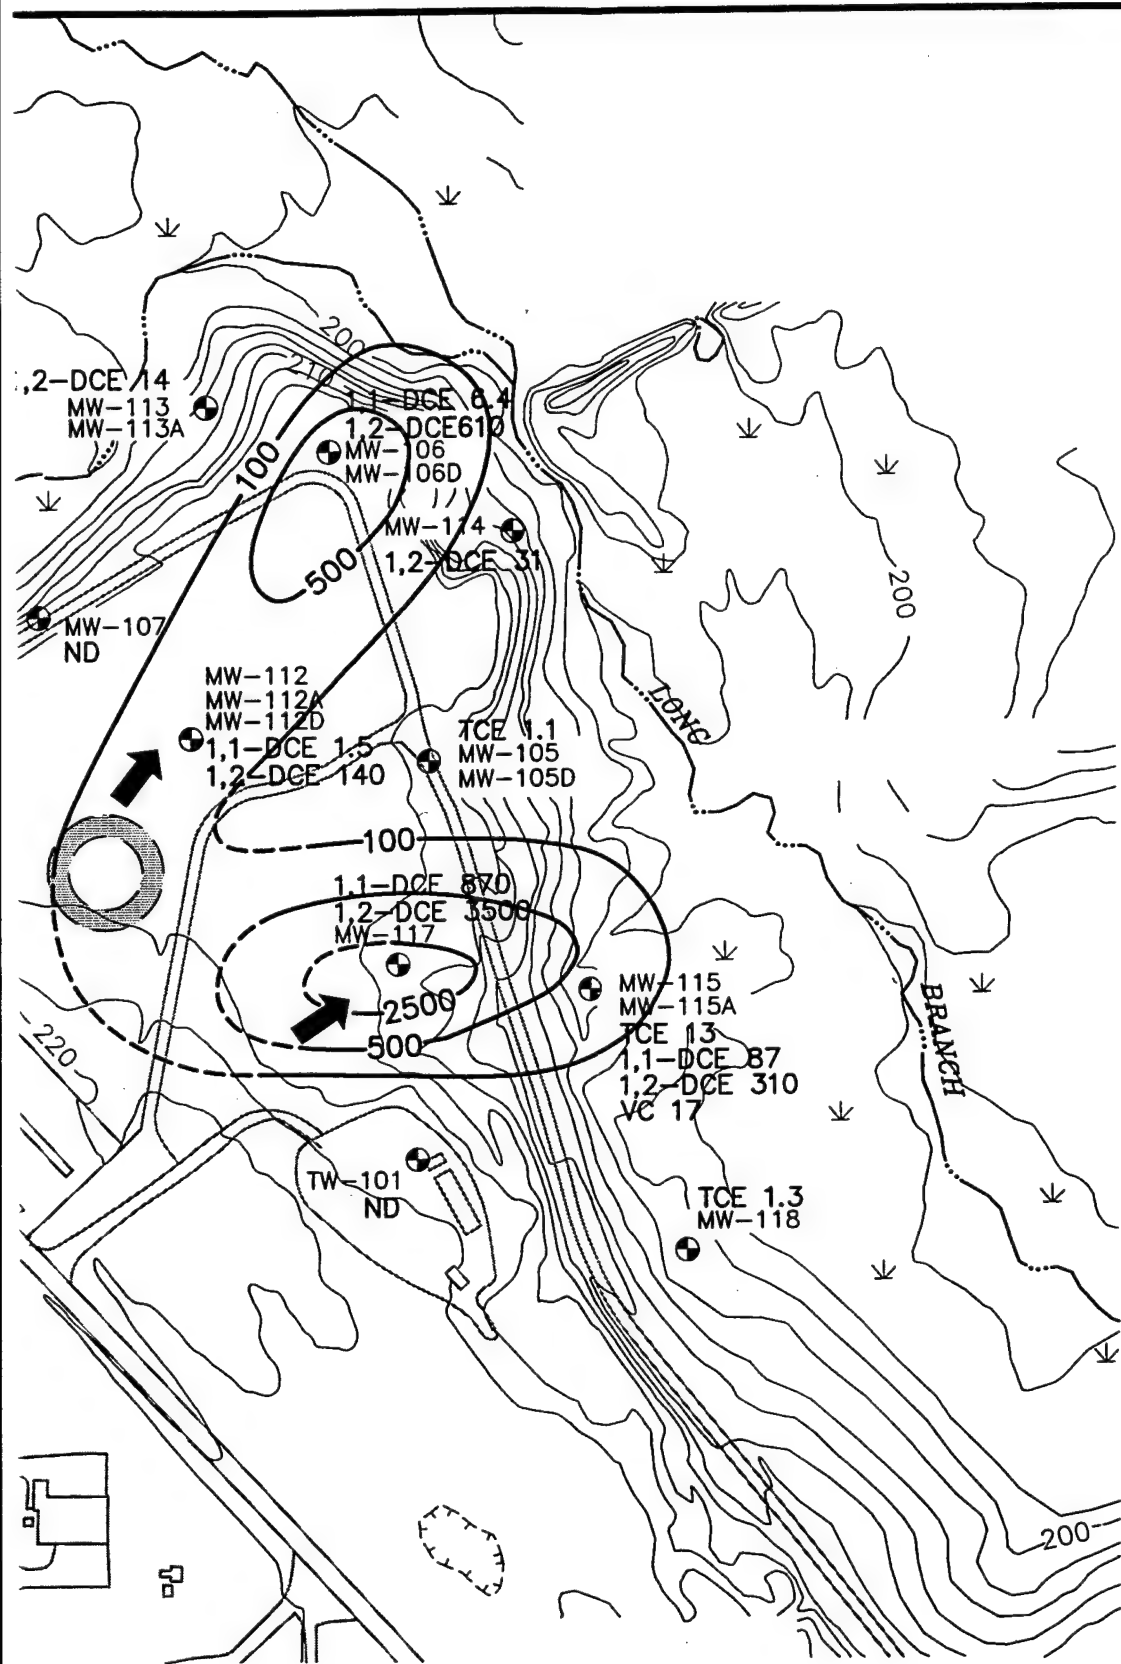 200
210
,2-DCE 14
MW-113
MW-113A
1,1-DCE 6.4
1,2-DCE610
MW-106
MW-106D
100
MW-114
1,2-DCE 31
500
200
MW-107
ND
MW-112
MW-112A
MW-112D
1,1-DCE 1.5
1,2-DCE 140
TCE 1.1
MW-105
MW-105D
LONG
100
1,1-DCE 870
1,2-DCE 3500
MW-117
2500
500
MW-115
MW-115A
TCE 13
1,1-DCE 87
1,2-DCE 310
VC 17
BRANCH
220
TW-101
ND
TCE 1.3
MW-118
200